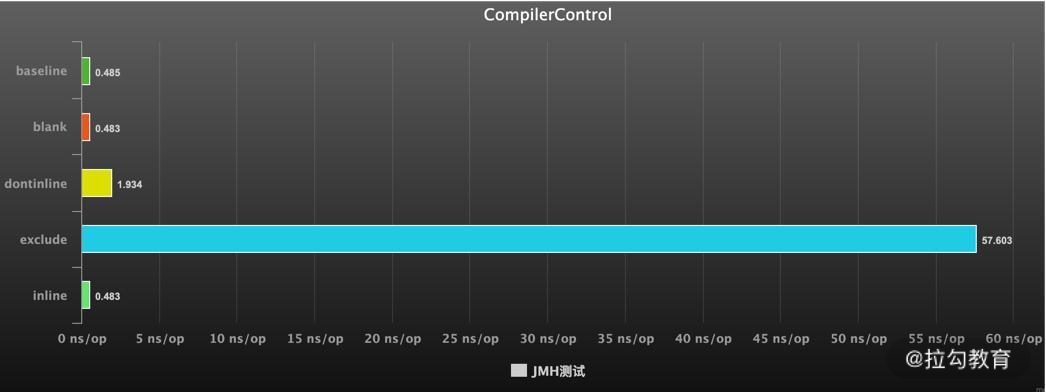 CompilerControl
baseline 0.485
blank 0.483
dontinline 1.934
exclude 57.603
inline 0.483
0 ns/op 5 ns/op 10 ns/op 15 ns/op 20 ns/op 25 ns/op 30 ns/op 35 ns/op 40 ns/op 45 ns/op 50 ns/op 55 ns/op 60 ns/op
JMH测试
@拉勾教育